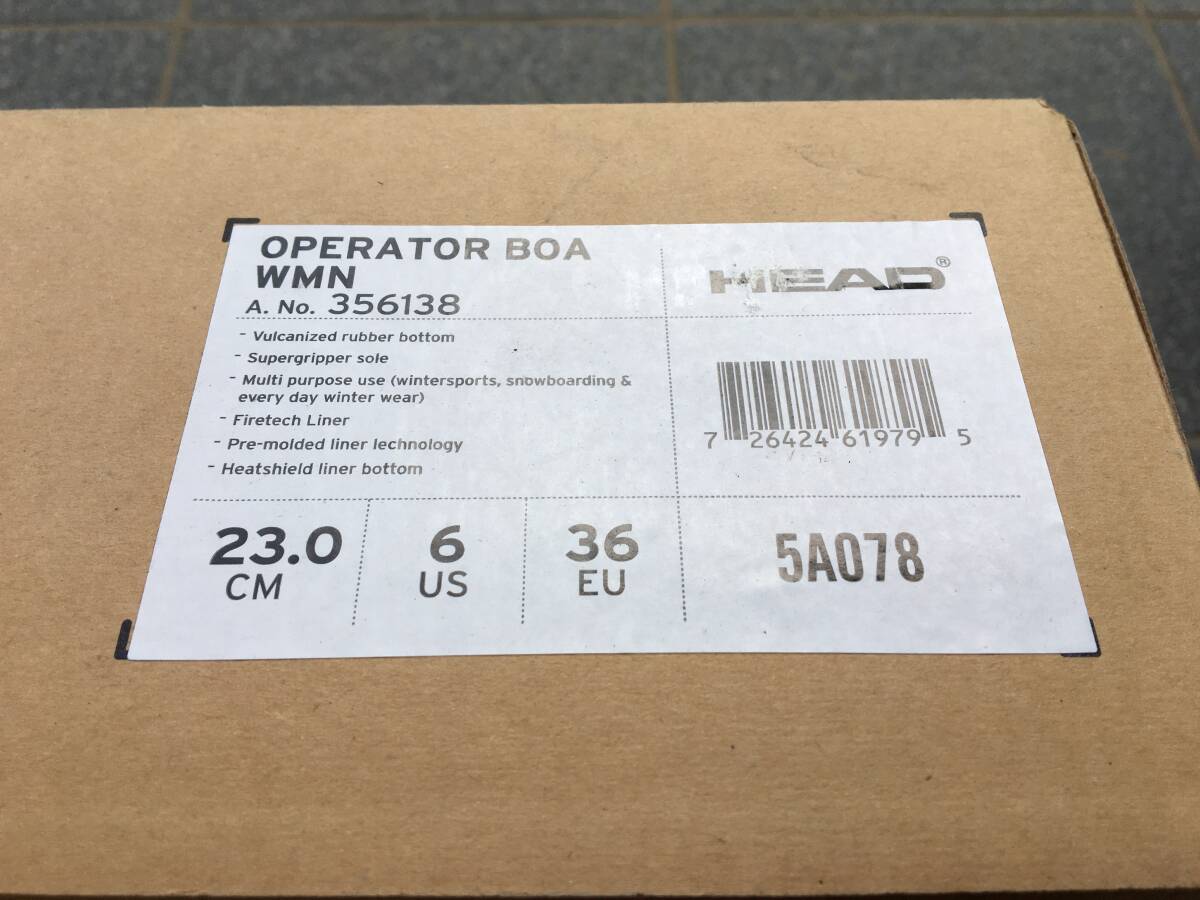 OPERATOR BOA
WMN
A. No. 356138
- Vulcanized rubber bottom
- Supergripper sole
- Multi purpose use (wintersports, snowboarding &
every day winter wear)
- Firetech Liner
- Pre-molded liner lechnology
- Heatshield liner bottom
HEAD®
7 26424 61979 5
23.0
CM
6
US
36
EU
5A078